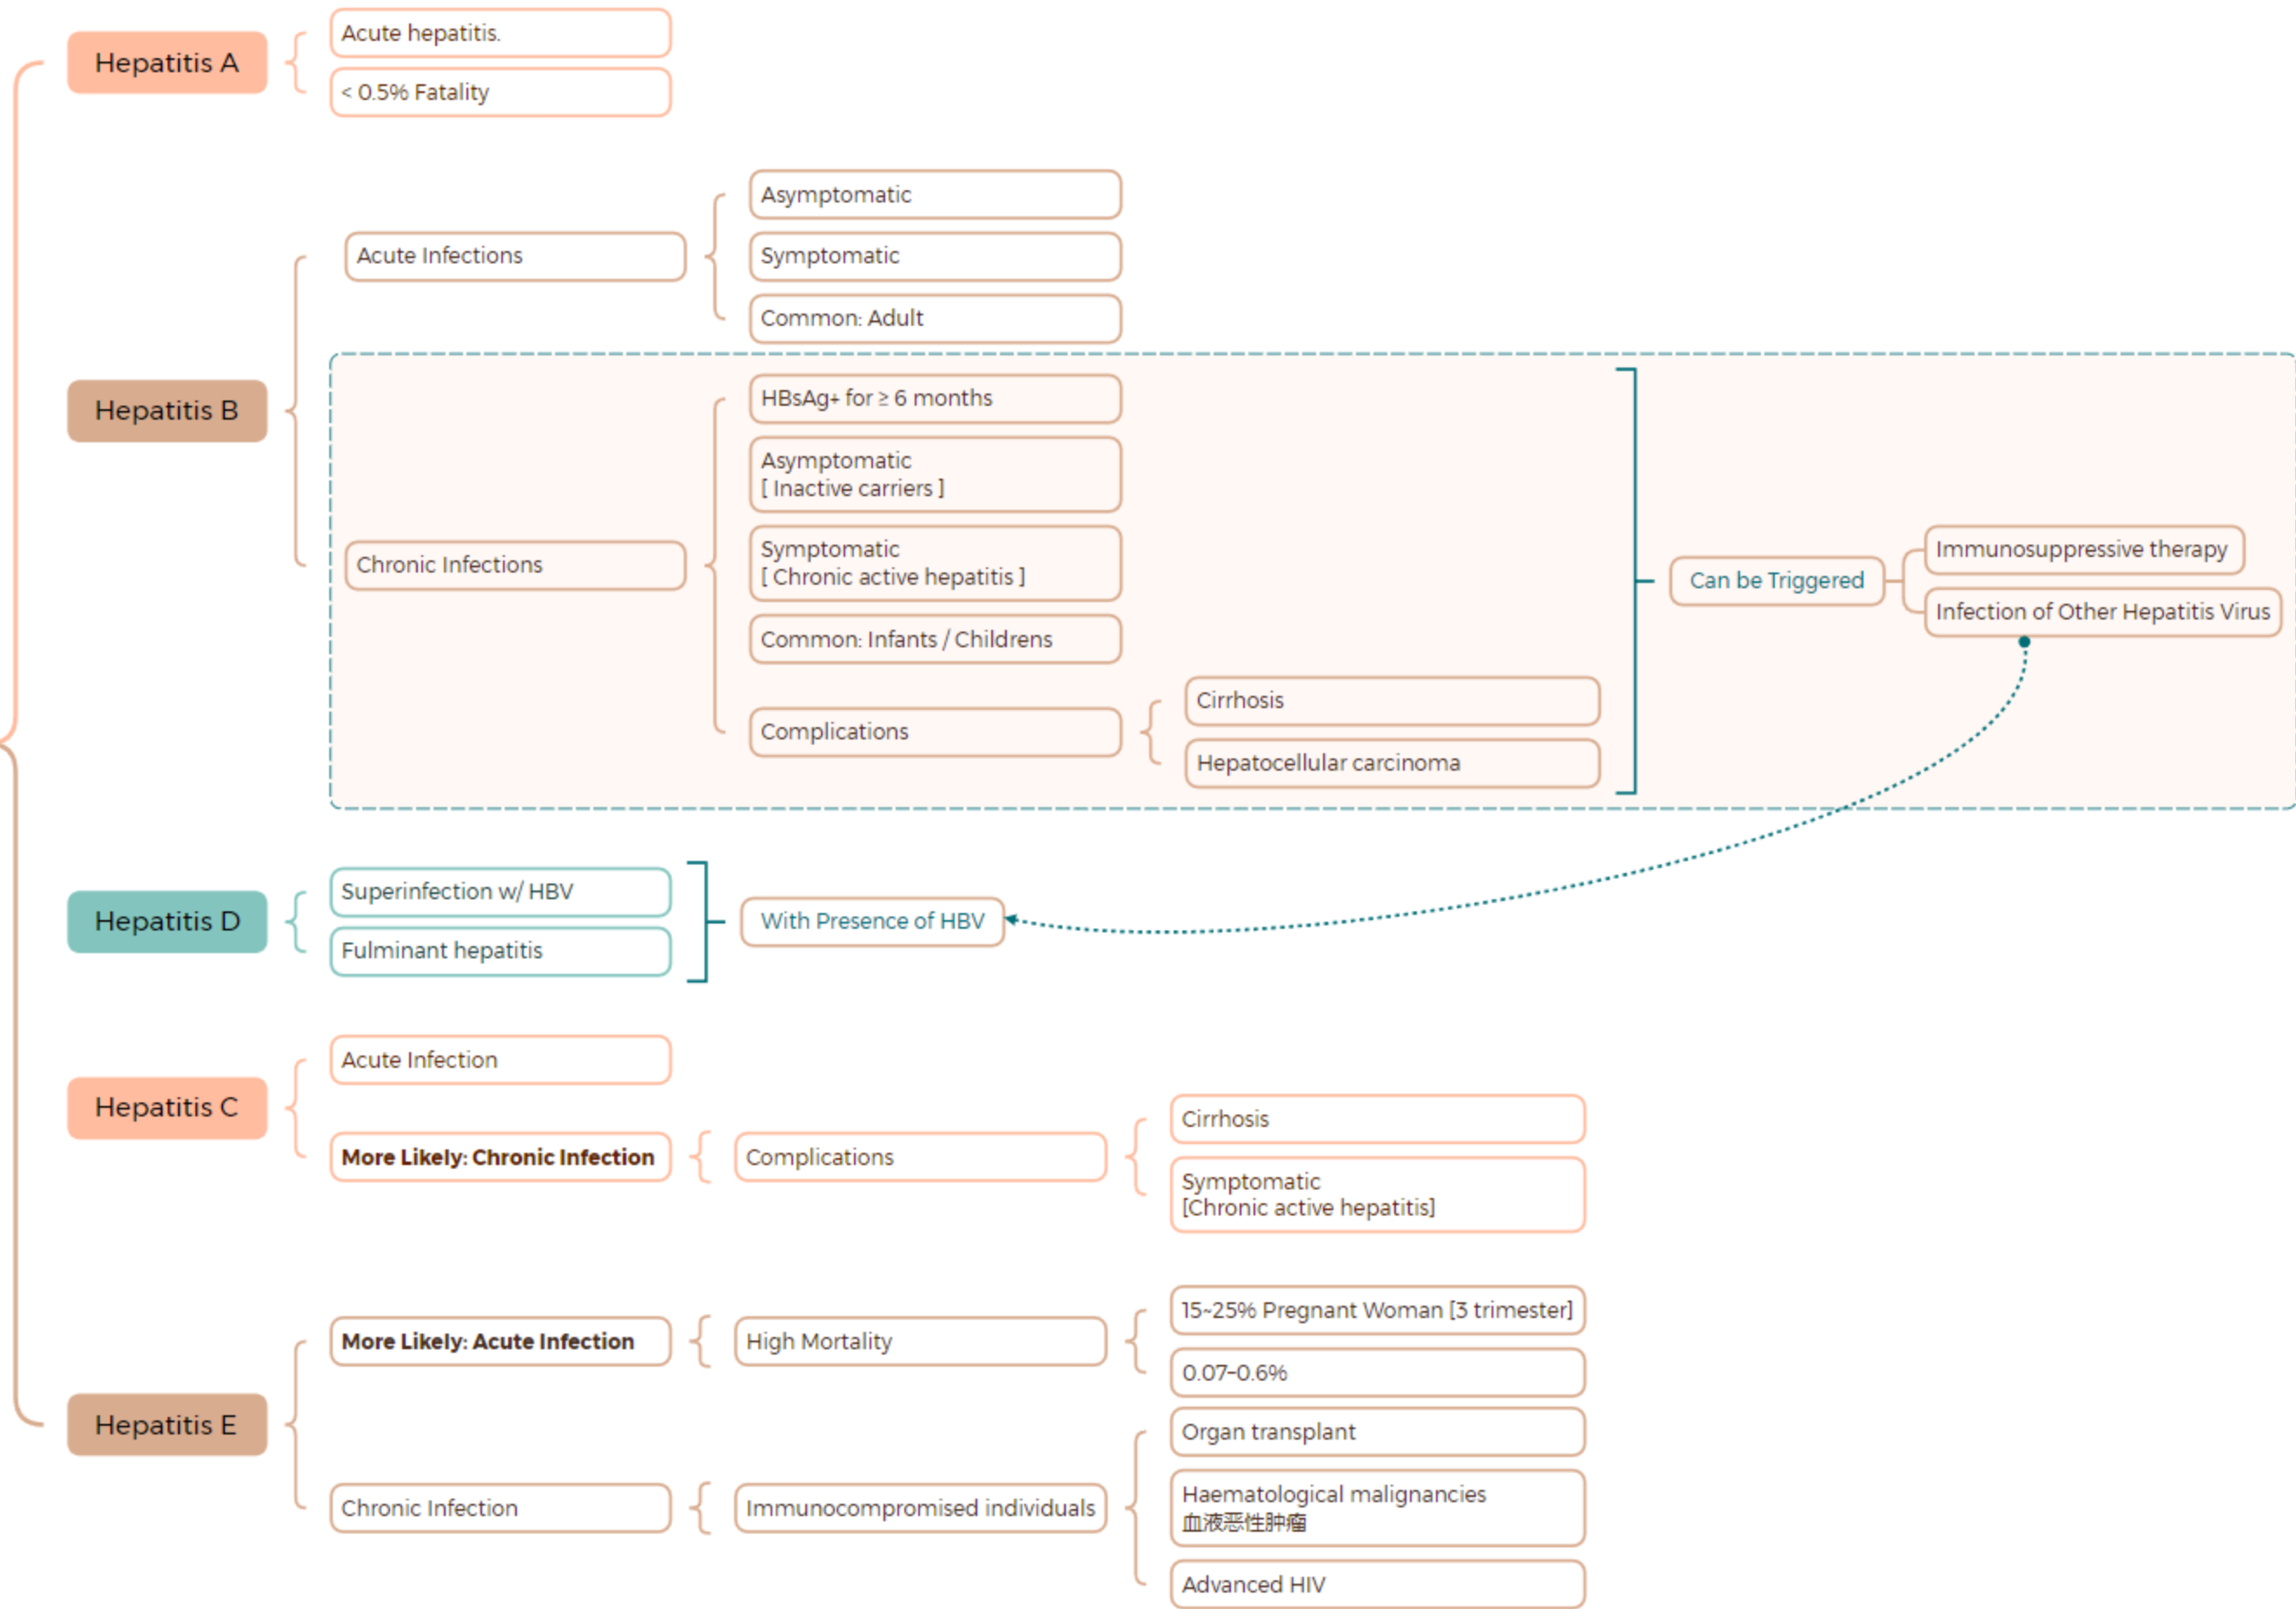 Hepatitis A
Acute hepatitis.
< 0.5% Fatality
Hepatitis B
Acute Infections
Asymptomatic
Symptomatic
Common: Adult
Chronic Infections
HBsAg+ for ≥ 6 months
Asymptomatic
[ Inactive carriers ]
Symptomatic
[ Chronic active hepatitis ]
Common: Infants / Childrens
Complications
Cirrhosis
Hepatocellular carcinoma
Can be Triggered
Immunosuppressive therapy
Infection of Other Hepatitis Virus
Hepatitis D
Superinfection w/ HBV
Fulminant hepatitis
With Presence of HBV
Hepatitis C
Acute Infection
More Likely: Chronic Infection
Complications
Cirrhosis
Symptomatic
[Chronic active hepatitis]
Hepatitis E
More Likely: Acute Infection
High Mortality
15~25% Pregnant Woman [3 trimester]
0.07–0.6%
Chronic Infection
Immunocompromised individuals
Organ transplant
Haematological malignancies
血液恶性肿瘤
Advanced HIV